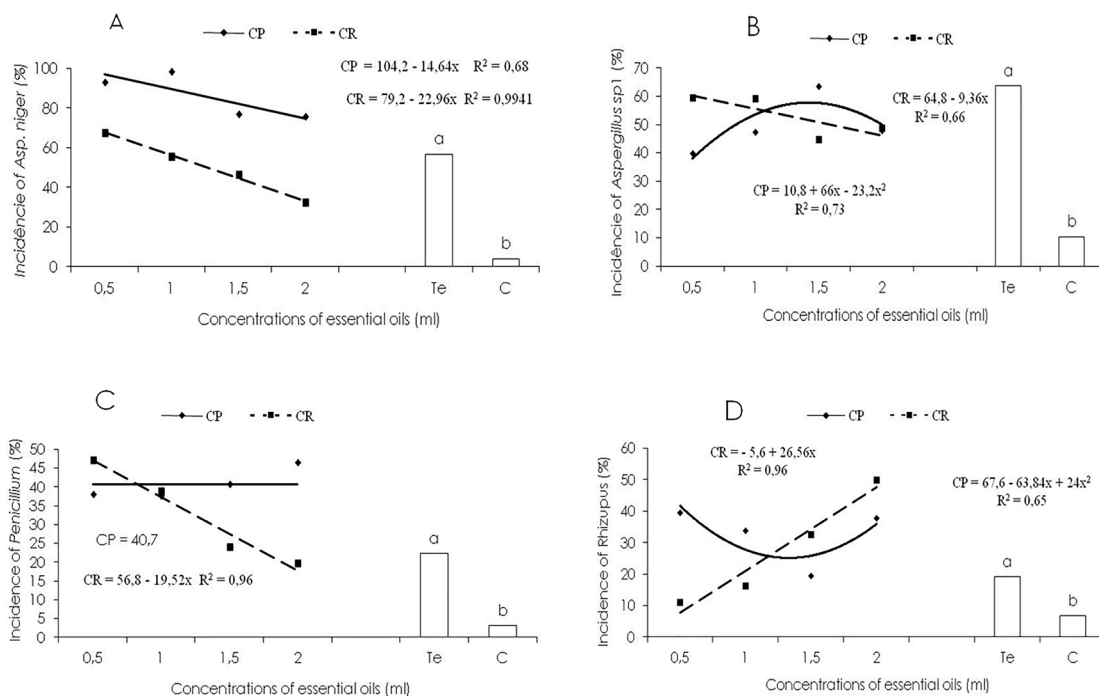 A
CP CR
CP = 104,2 - 14,64x R² = 0,68
CR = 79,2 - 22,96x R² = 0,9941
Incidêncie of Asp. niger (%)
100
80
60
40
20
0
a
b
0,5 1 1,5 2 Te C
Concentrations of essential oils (ml)
B
CP CR
Incidêncie of Aspergillus sp1 (%)
70
60
50
40
30
20
10
0
CR = 64,8 - 9,36x
R² = 0,66
CP = 10,8 + 66x - 23,2x²
R² = 0,73
a
b
0,5 1 1,5 2 Te C
Concentrations of essential oils (ml)
C
CP CR
Incidence of Penicillium (%)
50
45
40
35
30
25
20
15
10
5
0
CP = 40,7
CR = 56,8 - 19,52x R² = 0,96
a
b
0,5 1 1,5 2 Te C
Concentrations of essential oils (ml)
D
CP CR
Incidence of Rhizupus (%)
60
50
40
30
20
10
0
CR = - 5,6 + 26,56x
R² = 0,96
CP = 67,6 - 63,84x + 24x²
R² = 0,65
a
b
0,5 1 1,5 2 Te C
Concentrations of essential oils (ml)